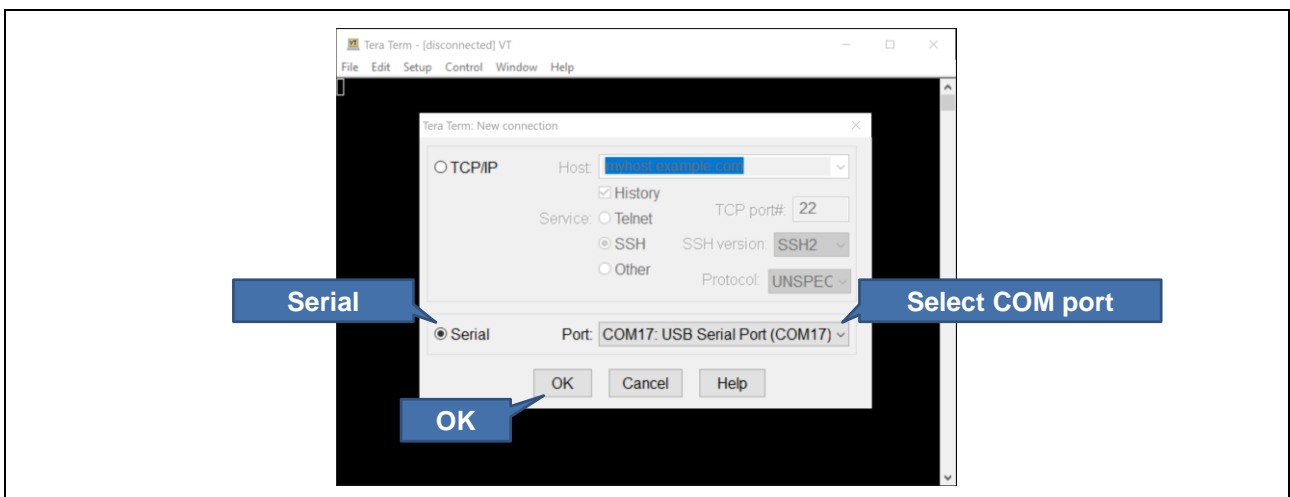 Tera Term - [disconnected] VT
File Edit Setup Control Window Help
Tera Term: New connection
TCP/IP Host: myhost.example.com
History
Service: Telnet TCP port#: 22
SSH SSH version: SSH2
Other Protocol: UNSPEC
Serial Select COM port
Serial Port: COM17: USB Serial Port (COM17)
OK Cancel Help
OK